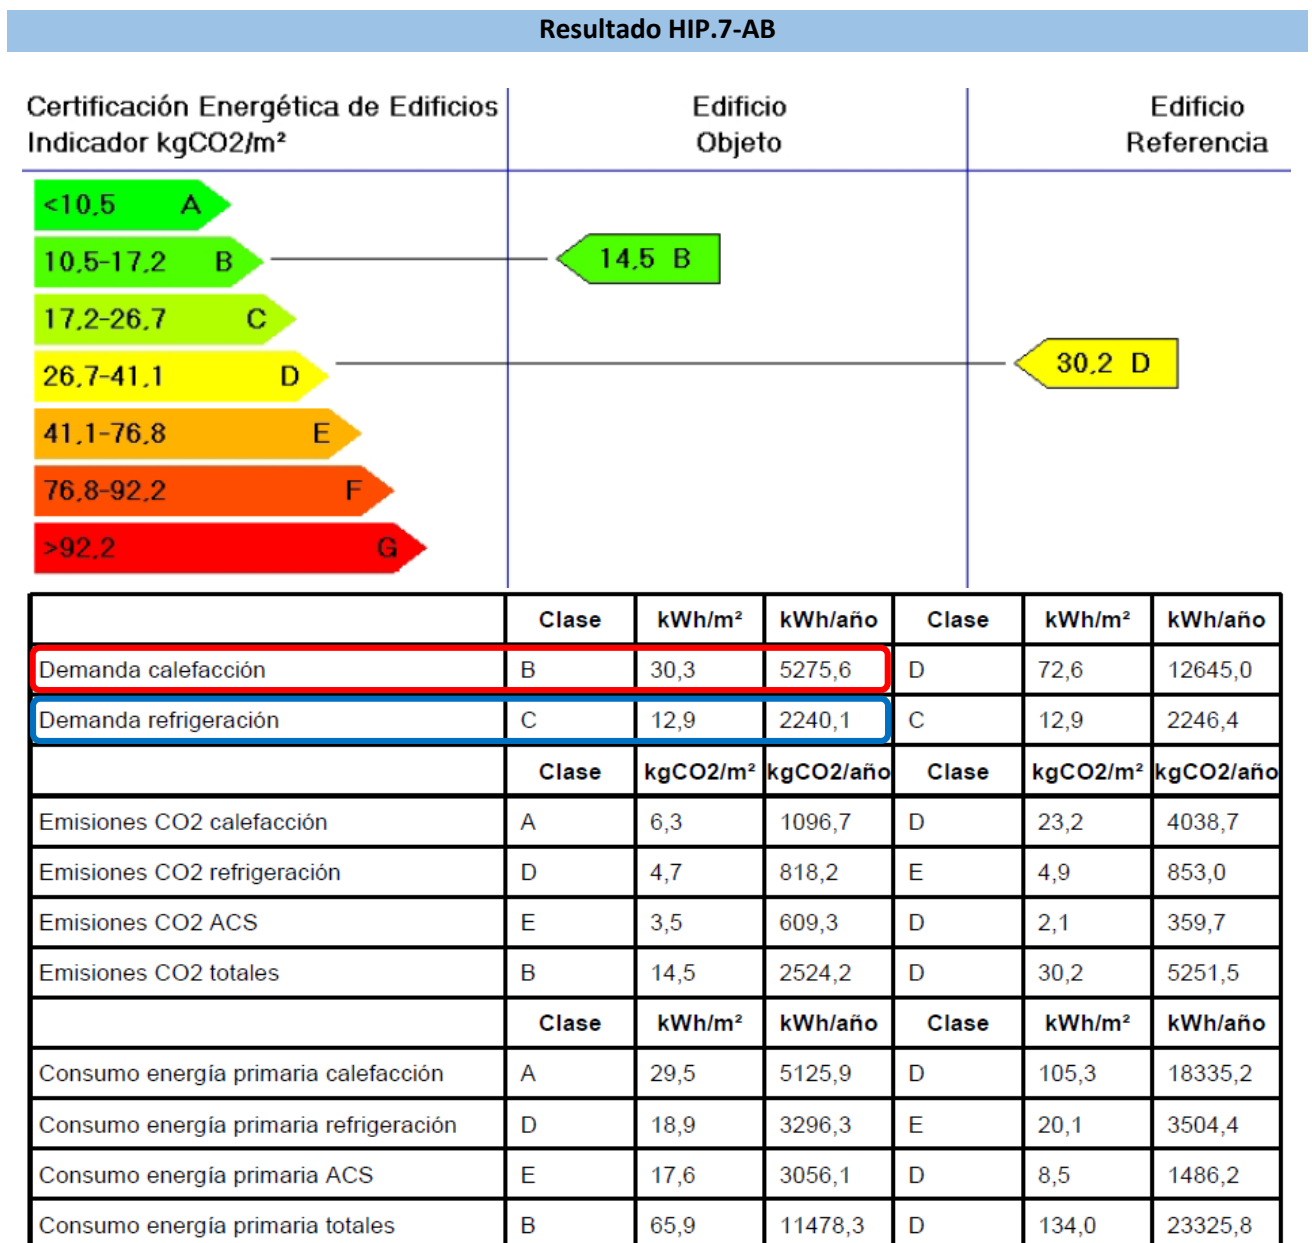 Resultado HIP.7-AB
Certificación Energética de Edificios
Indicador kgCO2/m²
Edificio
Objeto
Edificio
Referencia
<10,5 A
10,5-17,2 B
14,5 B
17,2-26,7 C
26,7-41,1 D
30,2 D
41,1-76,8 E
76,8-92,2 F
>92,2 G
Clase kWh/m² kWh/año Clase kWh/m² kWh/año
Demanda calefacción B 30,3 5275,6 D 72,6 12645,0
Demanda refrigeración C 12,9 2240,1 C 12,9 2246,4
Clase kgCO2/m² kgCO2/año Clase kgCO2/m² kgCO2/año
Emisiones CO2 calefacción A 6,3 1096,7 D 23,2 4038,7
Emisiones CO2 refrigeración D 4,7 818,2 E 4,9 853,0
Emisiones CO2 ACS E 3,5 609,3 D 2,1 359,7
Emisiones CO2 totales B 14,5 2524,2 D 30,2 5251,5
Clase kWh/m² kWh/año Clase kWh/m² kWh/año
Consumo energía primaria calefacción A 29,5 5125,9 D 105,3 18335,2
Consumo energía primaria refrigeración D 18,9 3296,3 E 20,1 3504,4
Consumo energía primaria ACS E 17,6 3056,1 D 8,5 1486,2
Consumo energía primaria totales B 65,9 11478,3 D 134,0 23325,8